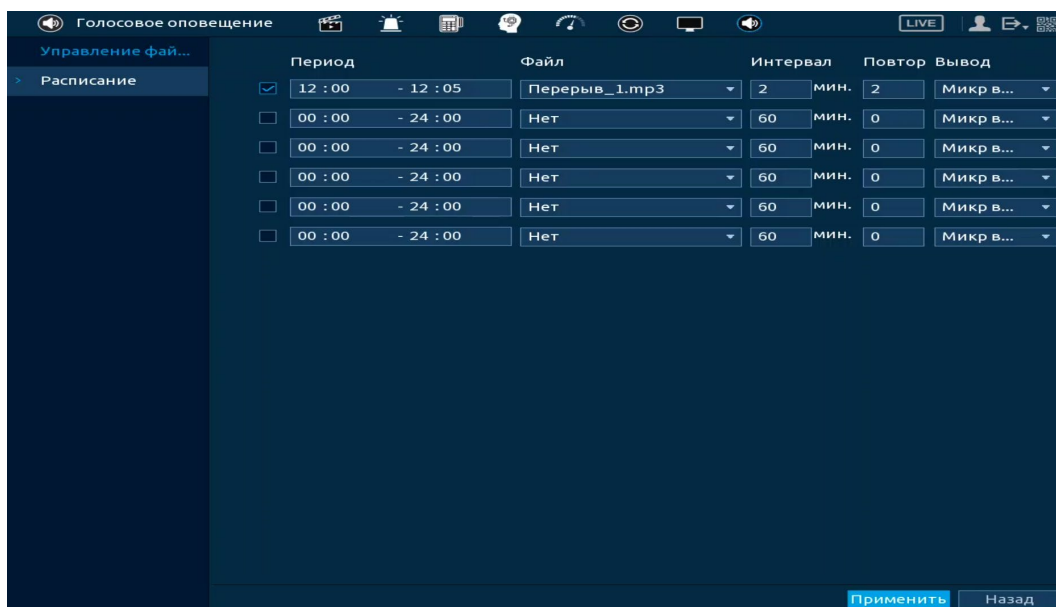 Голосовое оповещение LIVE
Управление фай...
Расписание
Период Файл Интервал Повтор Вывод
12 : 00 - 12 : 05 Перерыв_1.mp3 2 мин. 2 Микр в...
00 : 00 - 24 : 00 Нет 60 мин. 0 Микр в...
00 : 00 - 24 : 00 Нет 60 мин. 0 Микр в...
00 : 00 - 24 : 00 Нет 60 мин. 0 Микр в...
00 : 00 - 24 : 00 Нет 60 мин. 0 Микр в...
00 : 00 - 24 : 00 Нет 60 мин. 0 Микр в...
Применить Назад